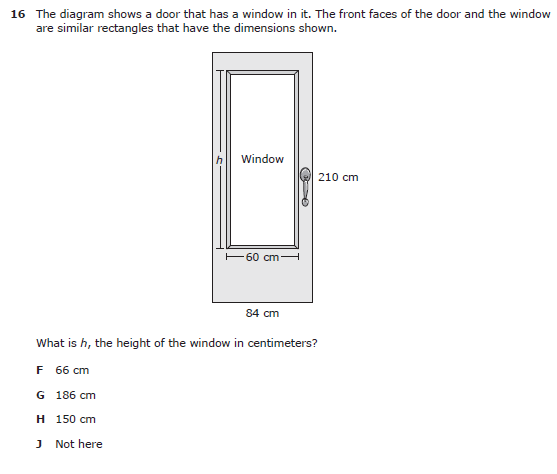 16 The diagram shows a door that has a window in it. The front faces of the door and the window
are similar rectangles that have the dimensions shown.
h
Window
210 cm
60 cm
84 cm
What is h, the height of the window in centimeters?
F 66 cm
G 186 cm
H 150 cm
J Not here